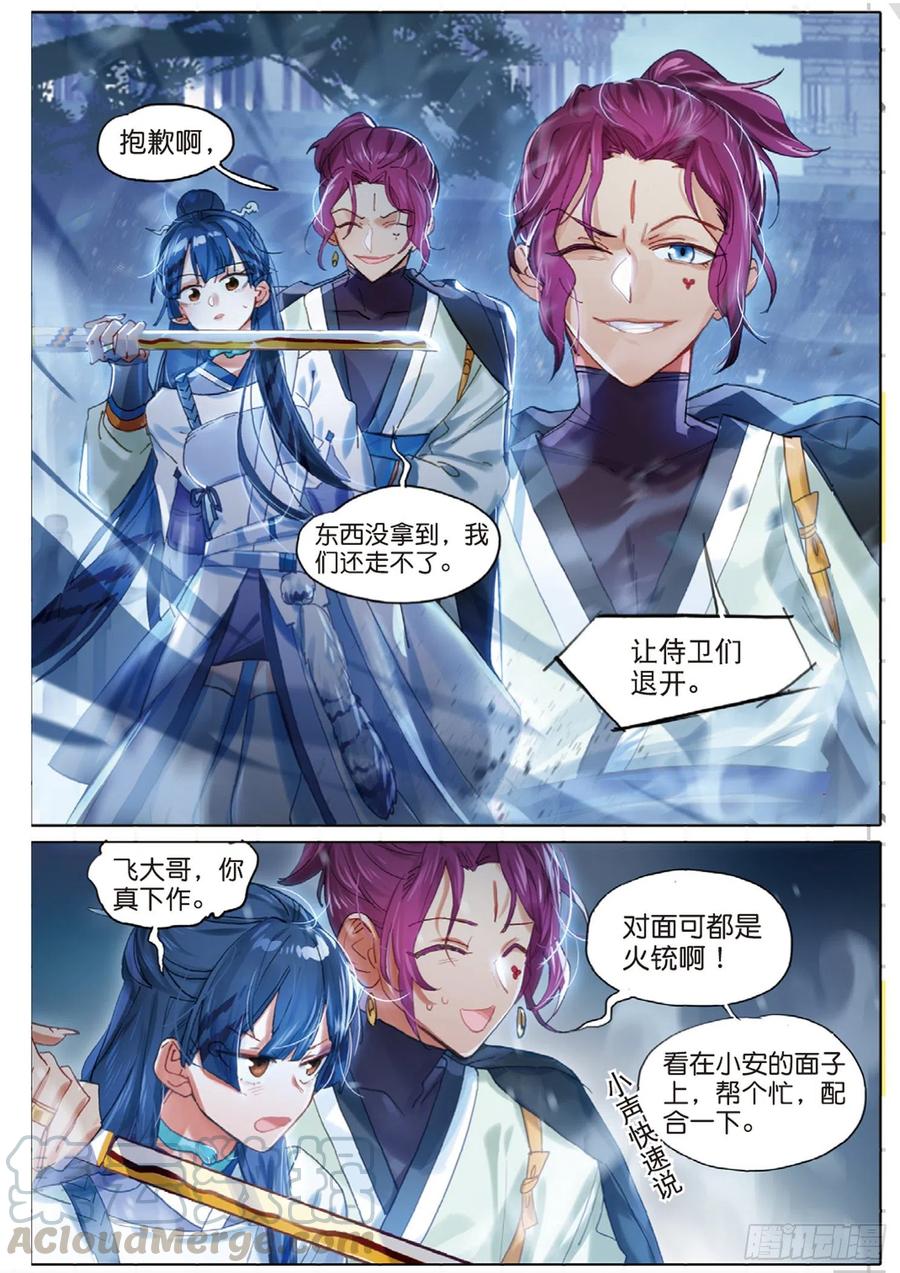 抱歉啊，
东西没拿到，我
们还走不了。
让侍卫们
退开。
飞大哥，你
真下作。
对面可都是
火铳啊！
看在小安的面子
上，帮个忙，配
合一下。
小声快速说
AcloudMerge.com
腾讯动漫